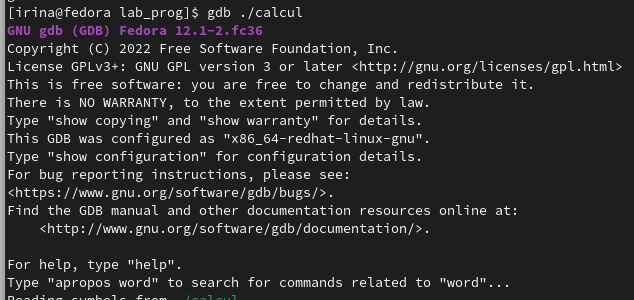 [irina@fedora lab_prog]$ gdb ./calcul
GNU gdb (GDB) Fedora 12.1-2.fc36
Copyright (C) 2022 Free Software Foundation, Inc.
License GPLv3+: GNU GPL version 3 or later <http://gnu.org/licenses/gpl.html>
This is free software: you are free to change and redistribute it.
There is NO WARRANTY, to the extent permitted by law.
Type "show copying" and "show warranty" for details.
This GDB was configured as "x86_64-redhat-linux-gnu".
Type "show configuration" for configuration details.
For bug reporting instructions, please see:
<https://www.gnu.org/software/gdb/bugs/>.
Find the GDB manual and other documentation resources online at:
    <http://www.gnu.org/software/gdb/documentation/>.
For help, type "help".
Type "apropos word" to search for commands related to "word"...
Reading symbols from ./calcul